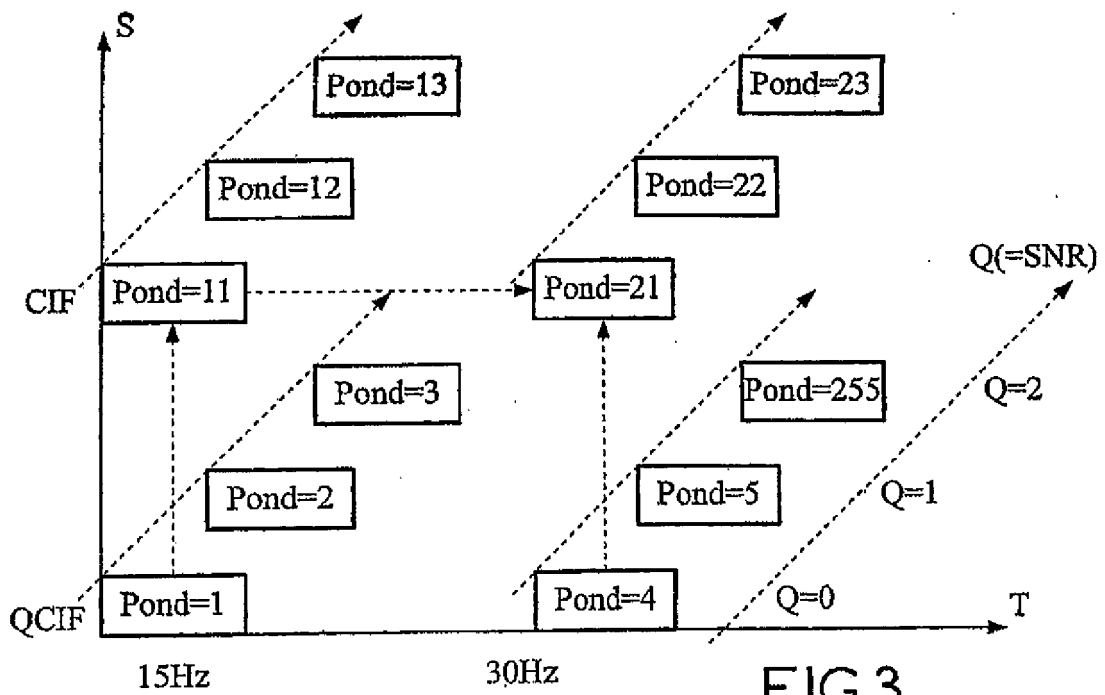 S
Pond=13
Pond=23
Pond=12
Pond=22
Q(=SNR)
CIF
Pond=11
Pond=21
Pond=3
Pond=255
Q=2
Pond=2
Pond=5
Q=1
QCIF
Pond=1
Pond=4
Q=0
T
15Hz
30Hz
FIG.3